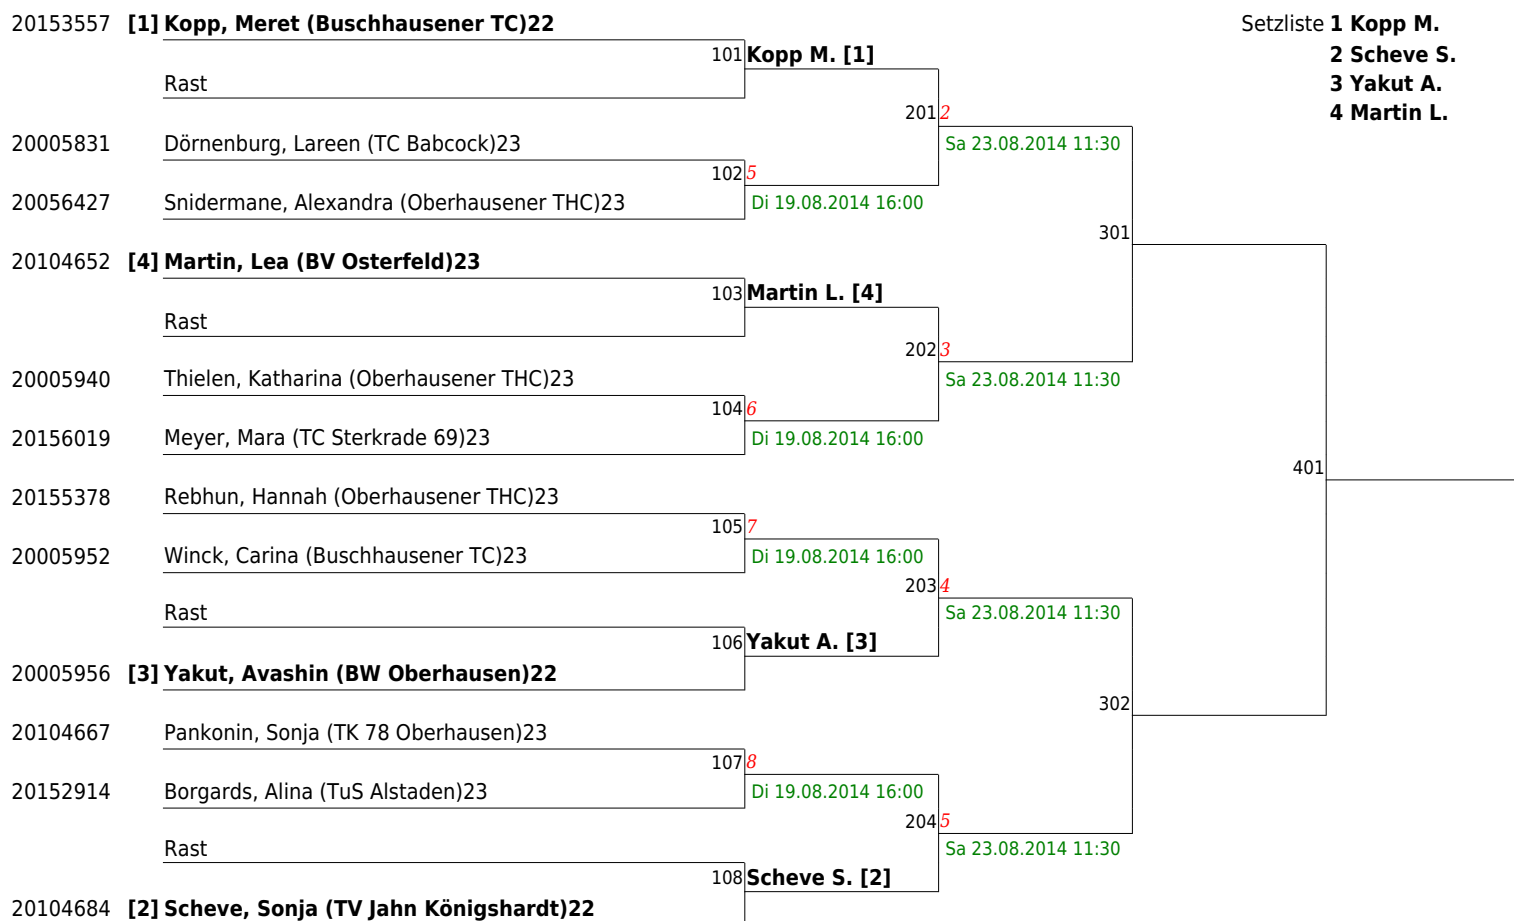 20153557 [1] Kopp, Meret (Buschhausener TC)22 Setzliste 1 Kopp M.
101 Kopp M. [1] 2 Scheve S.
Rast 3 Yakut A.
201 2 4 Martin L.
20005831 Dörnenburg, Lareen (TC Babcock)23 Sa 23.08.2014 11:30
102 5
20056427 Snidermane, Alexandra (Oberhausener THC)23 Di 19.08.2014 16:00
301
20104652 [4] Martin, Lea (BV Osterfeld)23
103 Martin L. [4]
Rast
202 3
20005940 Thielen, Katharina (Oberhausener THC)23 Sa 23.08.2014 11:30
104 6
20156019 Meyer, Mara (TC Sterkrade 69)23 Di 19.08.2014 16:00
401
20155378 Rebhun, Hannah (Oberhausener THC)23
105 7
20005952 Winck, Carina (Buschhausener TC)23 Di 19.08.2014 16:00
203 4
Rast Sa 23.08.2014 11:30
106 Yakut A. [3]
20005956 [3] Yakut, Avashin (BW Oberhausen)22
302
20104667 Pankonin, Sonja (TK 78 Oberhausen)23
107 8
20152914 Borgards, Alina (TuS Alstaden)23 Di 19.08.2014 16:00
204 5
Rast Sa 23.08.2014 11:30
108 Scheve S. [2]
20104684 [2] Scheve, Sonja (TV Jahn Königshardt)22